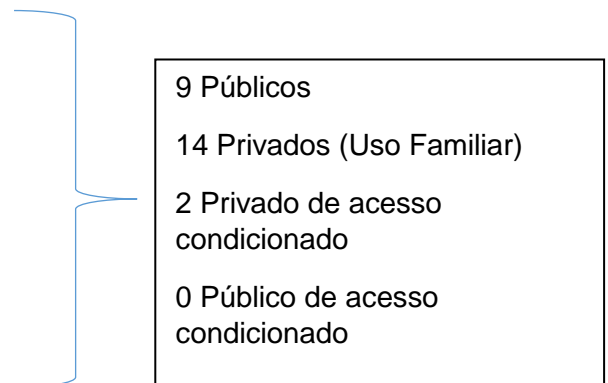 9 Públicos
14 Privados (Uso Familiar)
2 Privado de acesso
condicionado
0 Público de acesso
condicionado